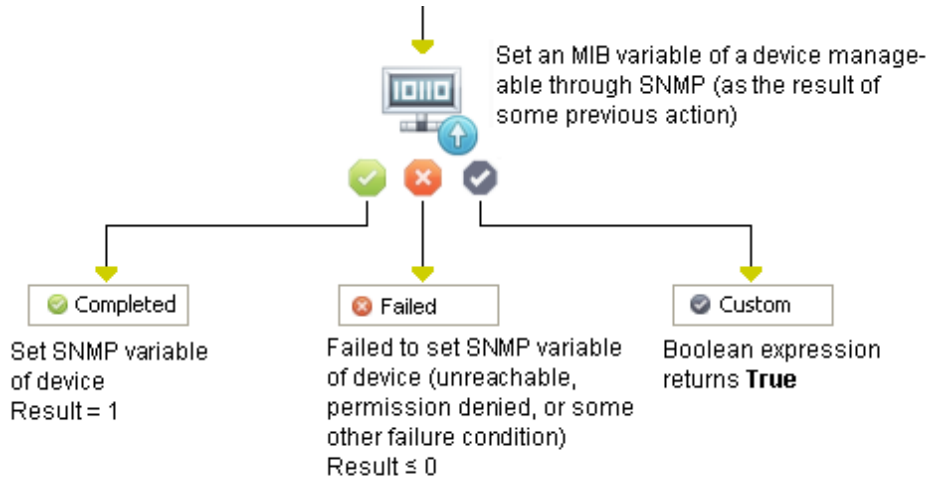 Set an MIB variable of a device manage-
able through SNMP (as the result of
some previous action)
10110
Completed
Failed
Custom
Set SNMP variable
of device
Result = 1
Failed to set SNMP variable
of device (unreachable,
permission denied, or some
other failure condition)
Result ≤ 0
Boolean expression
returns True